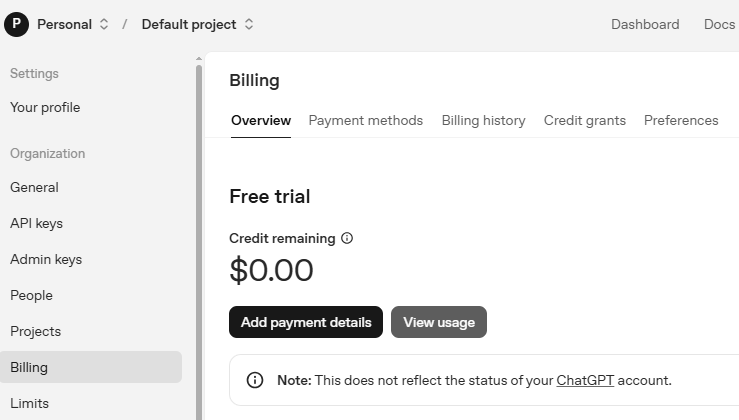 P Personal / Default project Dashboard Docs
Settings
Your profile
Organization
General
API keys
Admin keys
People
Projects
Billing
Limits
Billing
Overview Payment methods Billing history Credit grants Preferences
Free trial
Credit remaining
$0.00
Add payment details View usage
Note: This does not reflect the status of your ChatGPT account.